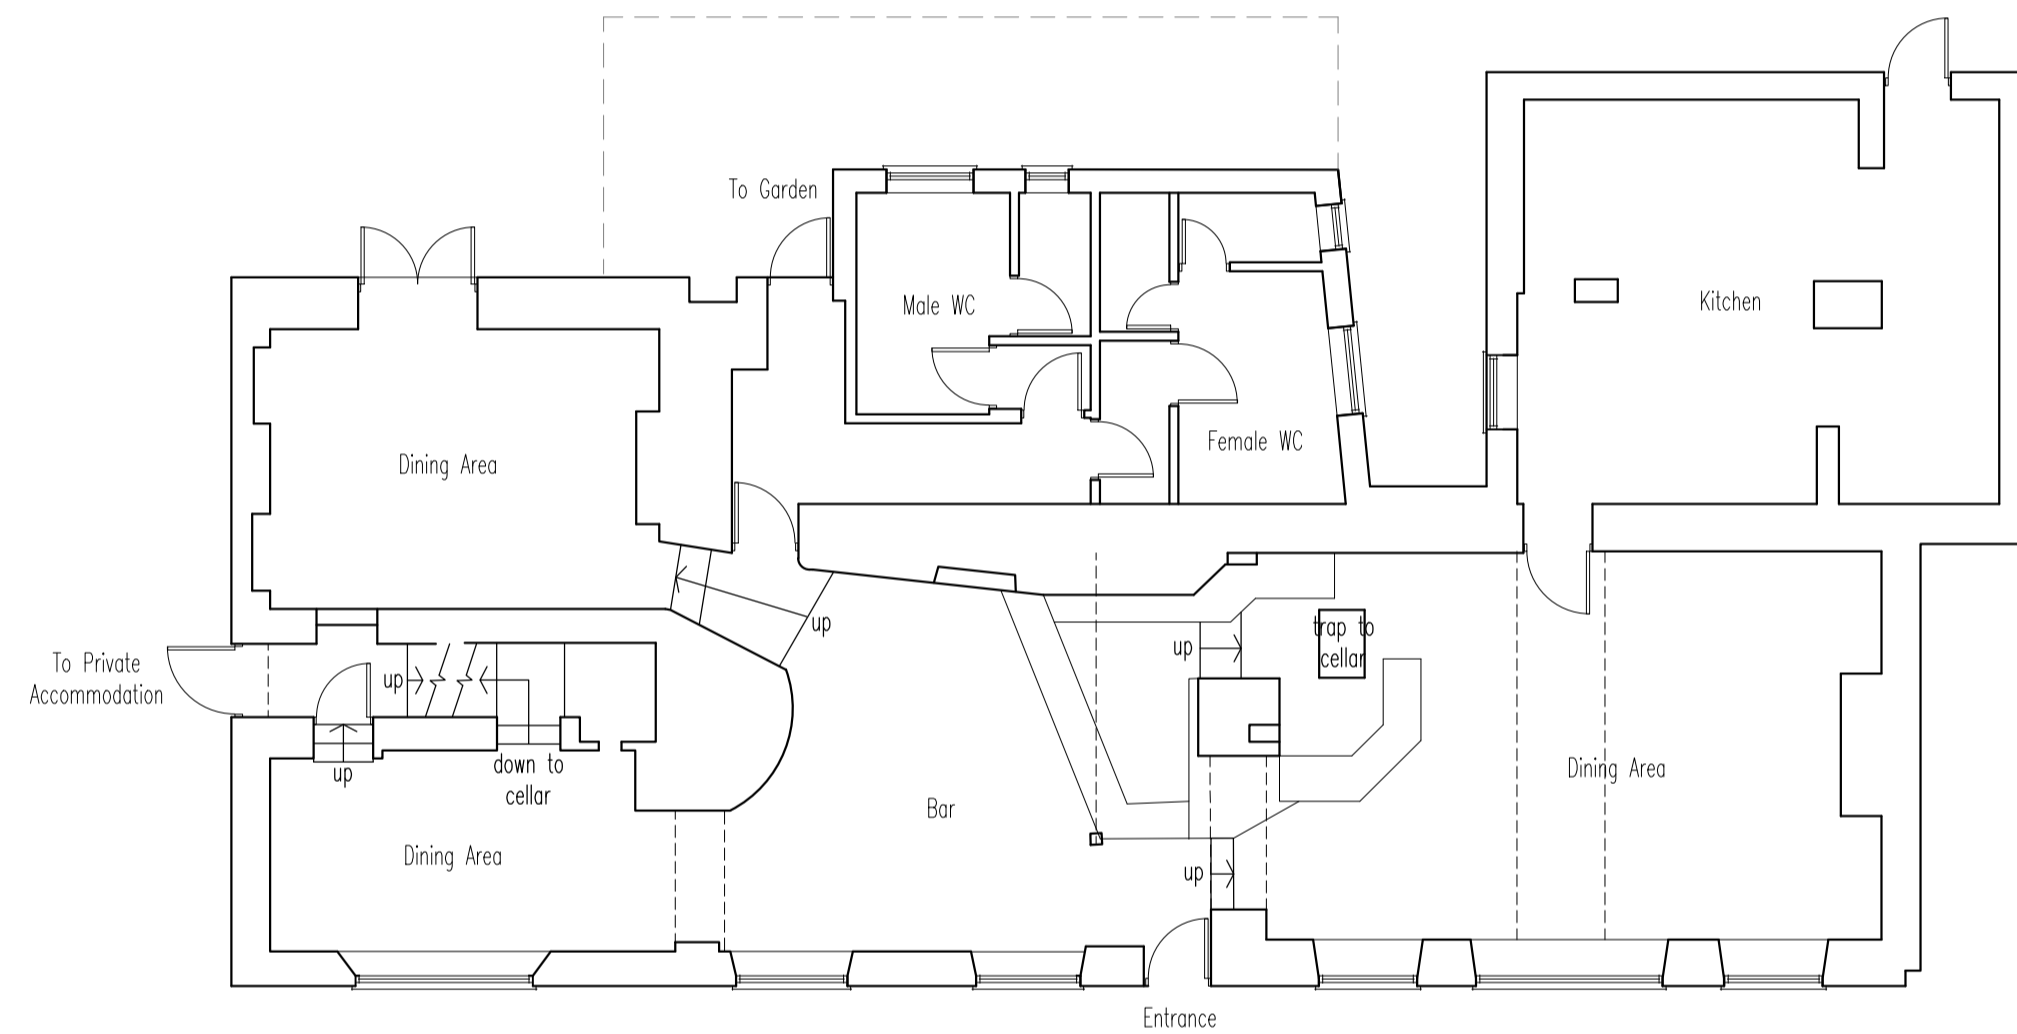 To Garden
Male WC
Kitchen
Female WC
Dining Area
up
trap to
cellar
up
To Private
Accommodation
up
up
down to
cellar
Dining Area
Bar
Dining Area
up
Entrance